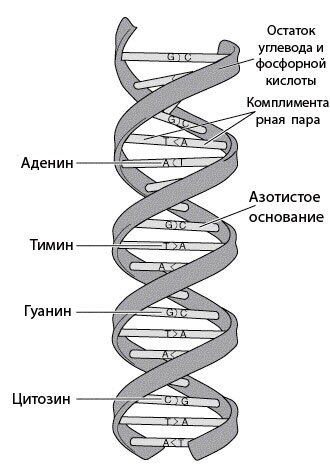 Остаток
углевода и
фосфорной
кислоты
G ) C
Комплимента
рная пара
G )
T < A
Аденин
A < T
Азотистое
основание
G ) C
Тимин
T > A
A <
Гуанин
G ) C
T > A
A <
Цитозин
C ) G
T > A
A < T